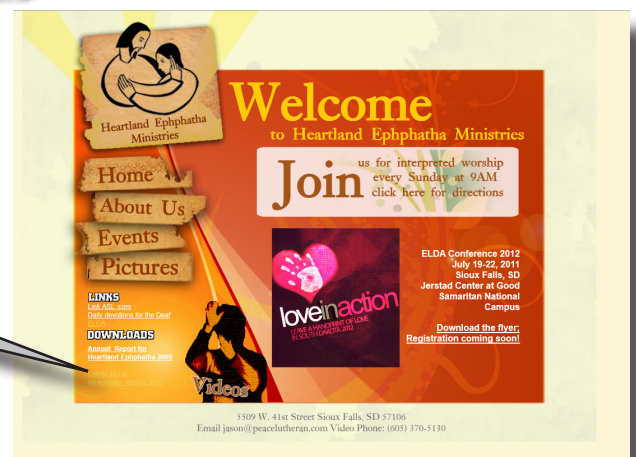 Heartland Ephphatha
Ministries
Welcome
to Heartland Ephphatha Ministries
Join
us for interpreted worship
every Sunday at 9AM
click here for directions
Home
About Us
Events
Pictures
LINKS
Link ASL.com
Daily devotions for the Deaf
ELDA
DOWNLOADS
Annual Report for
Heartland Ephphatha 2009
Videos
loveinaction
LEAVE A HANDPRINT OF LOVE
IN SOUTH DAKOTA 2012
ELDA Conference 2012
July 19-22, 2011
Sioux Falls, SD
Jerstad Center at Good
Samaritan National
Campus
Download the flyer;
Registration coming soon!
5509 W. 41st Street Sioux Falls, SD 57106
Email jason@peacelutheran.com Video Phone: (605) 370-5130